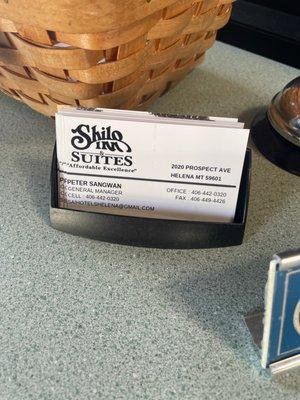 Shilo
Inn
& SUITES
"Affordable Excellence"
2020 PROSPECT AVE
HELENA MT 59601
PETER SANGWAN
GENERAL MANAGER
CELL : 406-442-0320
OFFICE : 406-442-0320
FAX : 406-449-4426